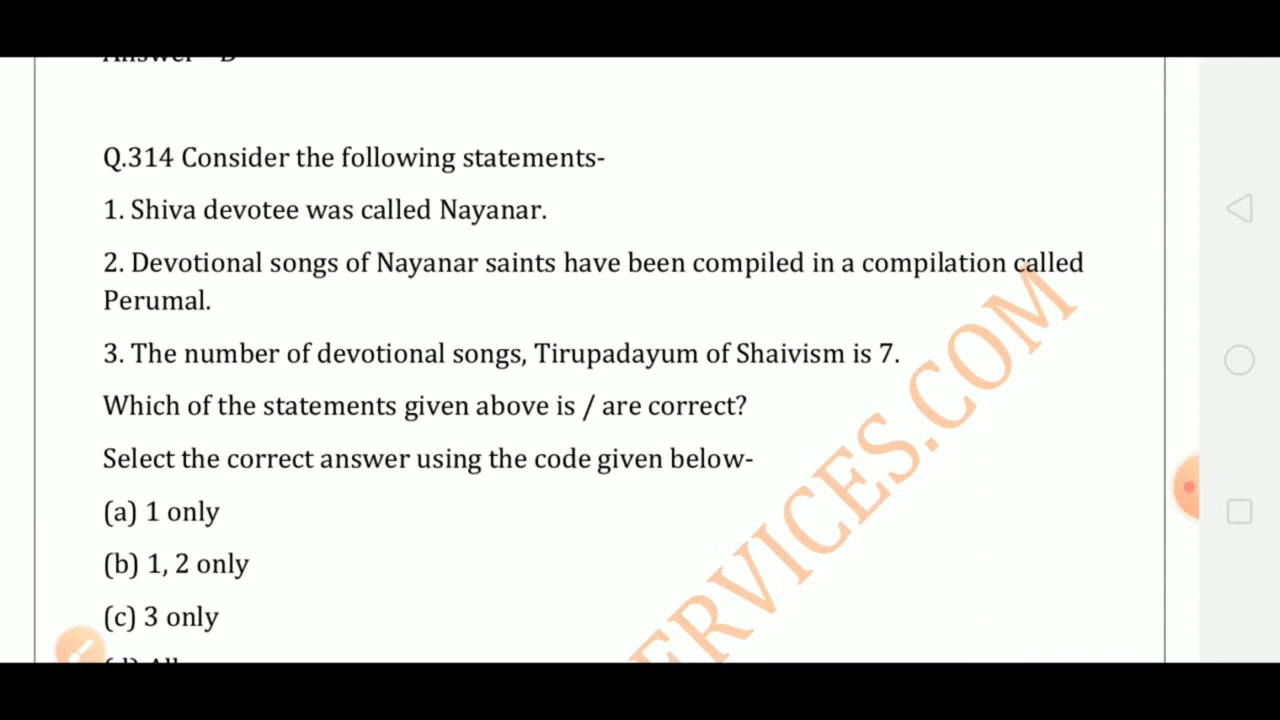 Q.314 Consider the following statements-
1. Shiva devotee was called Nayanar.
2. Devotional songs of Nayanar saints have been compiled in a compilation called
Perumal.
3. The number of devotional songs, Tirupadayum of Shaivism is 7.
Which of the statements given above is / are correct?
Select the correct answer using the code given below-
(a) 1 only
(b) 1, 2 only
(c) 3 only
ERVICES.COM